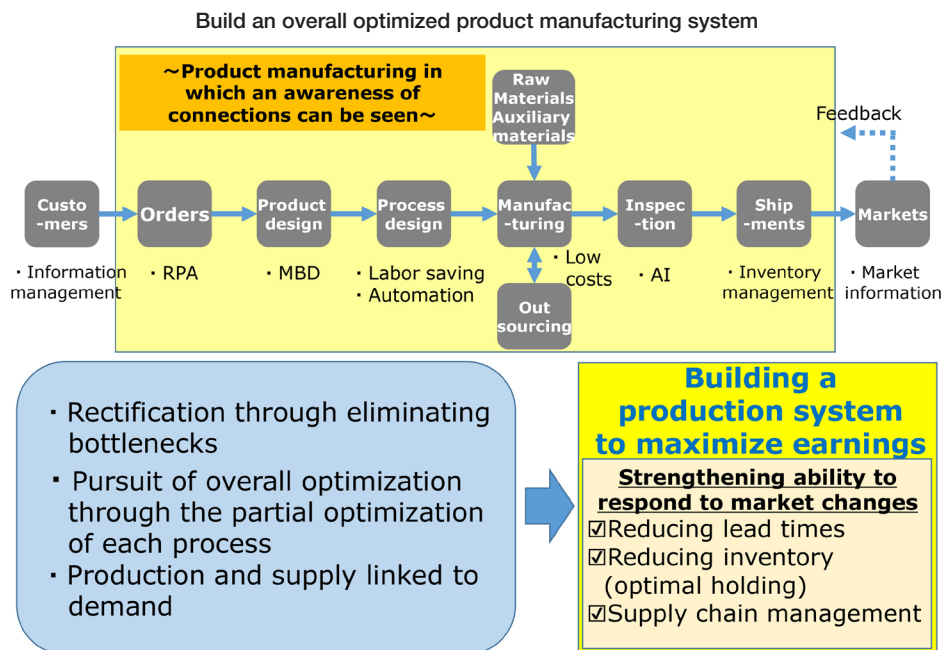 Build an overall optimized product manufacturing system
~Product manufacturing in
which an awareness of
connections can be seen~
Raw
Materials
Auxiliary
materials
Feedback
Custo
-mers
Orders
Product
design
Process
design
Manufac
-turing
Inspec
-tion
Ship
-ments
Markets
・Information
management
・RPA
・MBD
・Labor saving
・Automation
・Low
costs
・AI
・Inventory
management
・Market
information
Out
sourcing
・Rectification through eliminating
bottlenecks
・Pursuit of overall optimization
through the partial optimization
of each process
・Production and supply linked to
demand
Building a
production system
to maximize earnings
Strengthening ability to
respond to market changes
☑Reducing lead times
☑Reducing inventory
(optimal holding)
☑Supply chain management